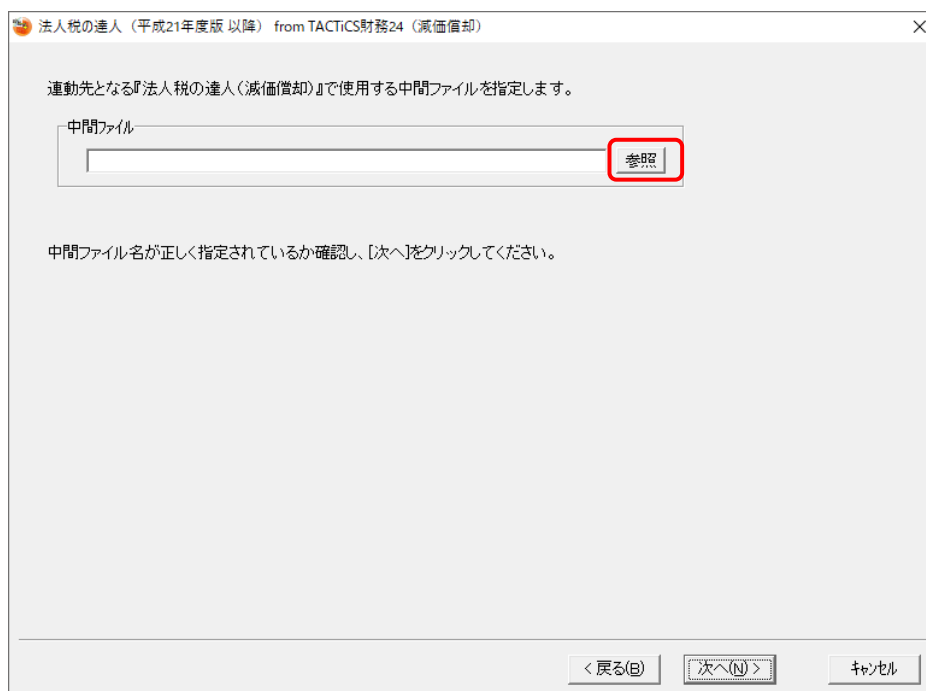 法人税の達人（平成21年度版 以降） from TACTiCS財務24（減価償却）
連動先となる『法人税の達人（減価償却）』で使用する中間ファイルを指定します。
中間ファイル
参照
中間ファイル名が正しく指定されているか確認し、[次へ]をクリックしてください。
< 戻る(B)
次へ(N) >
キャンセル